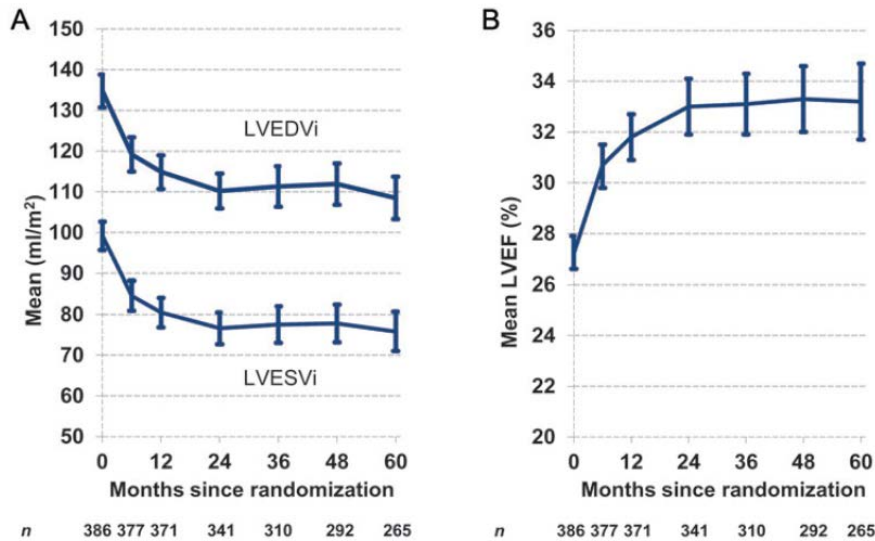 A
150
140
130
120
110
100
90
80
70
60
50
Mean (ml/m²)
LVEDVi
LVESVi
0 12 24 36 48 60
Months since randomization
n 386 377 371 341 310 292 265
B
36
34
32
30
28
26
24
22
20
Mean LVEF (%)
0 12 24 36 48 60
Months since randomization
n 386 377 371 341 310 292 265